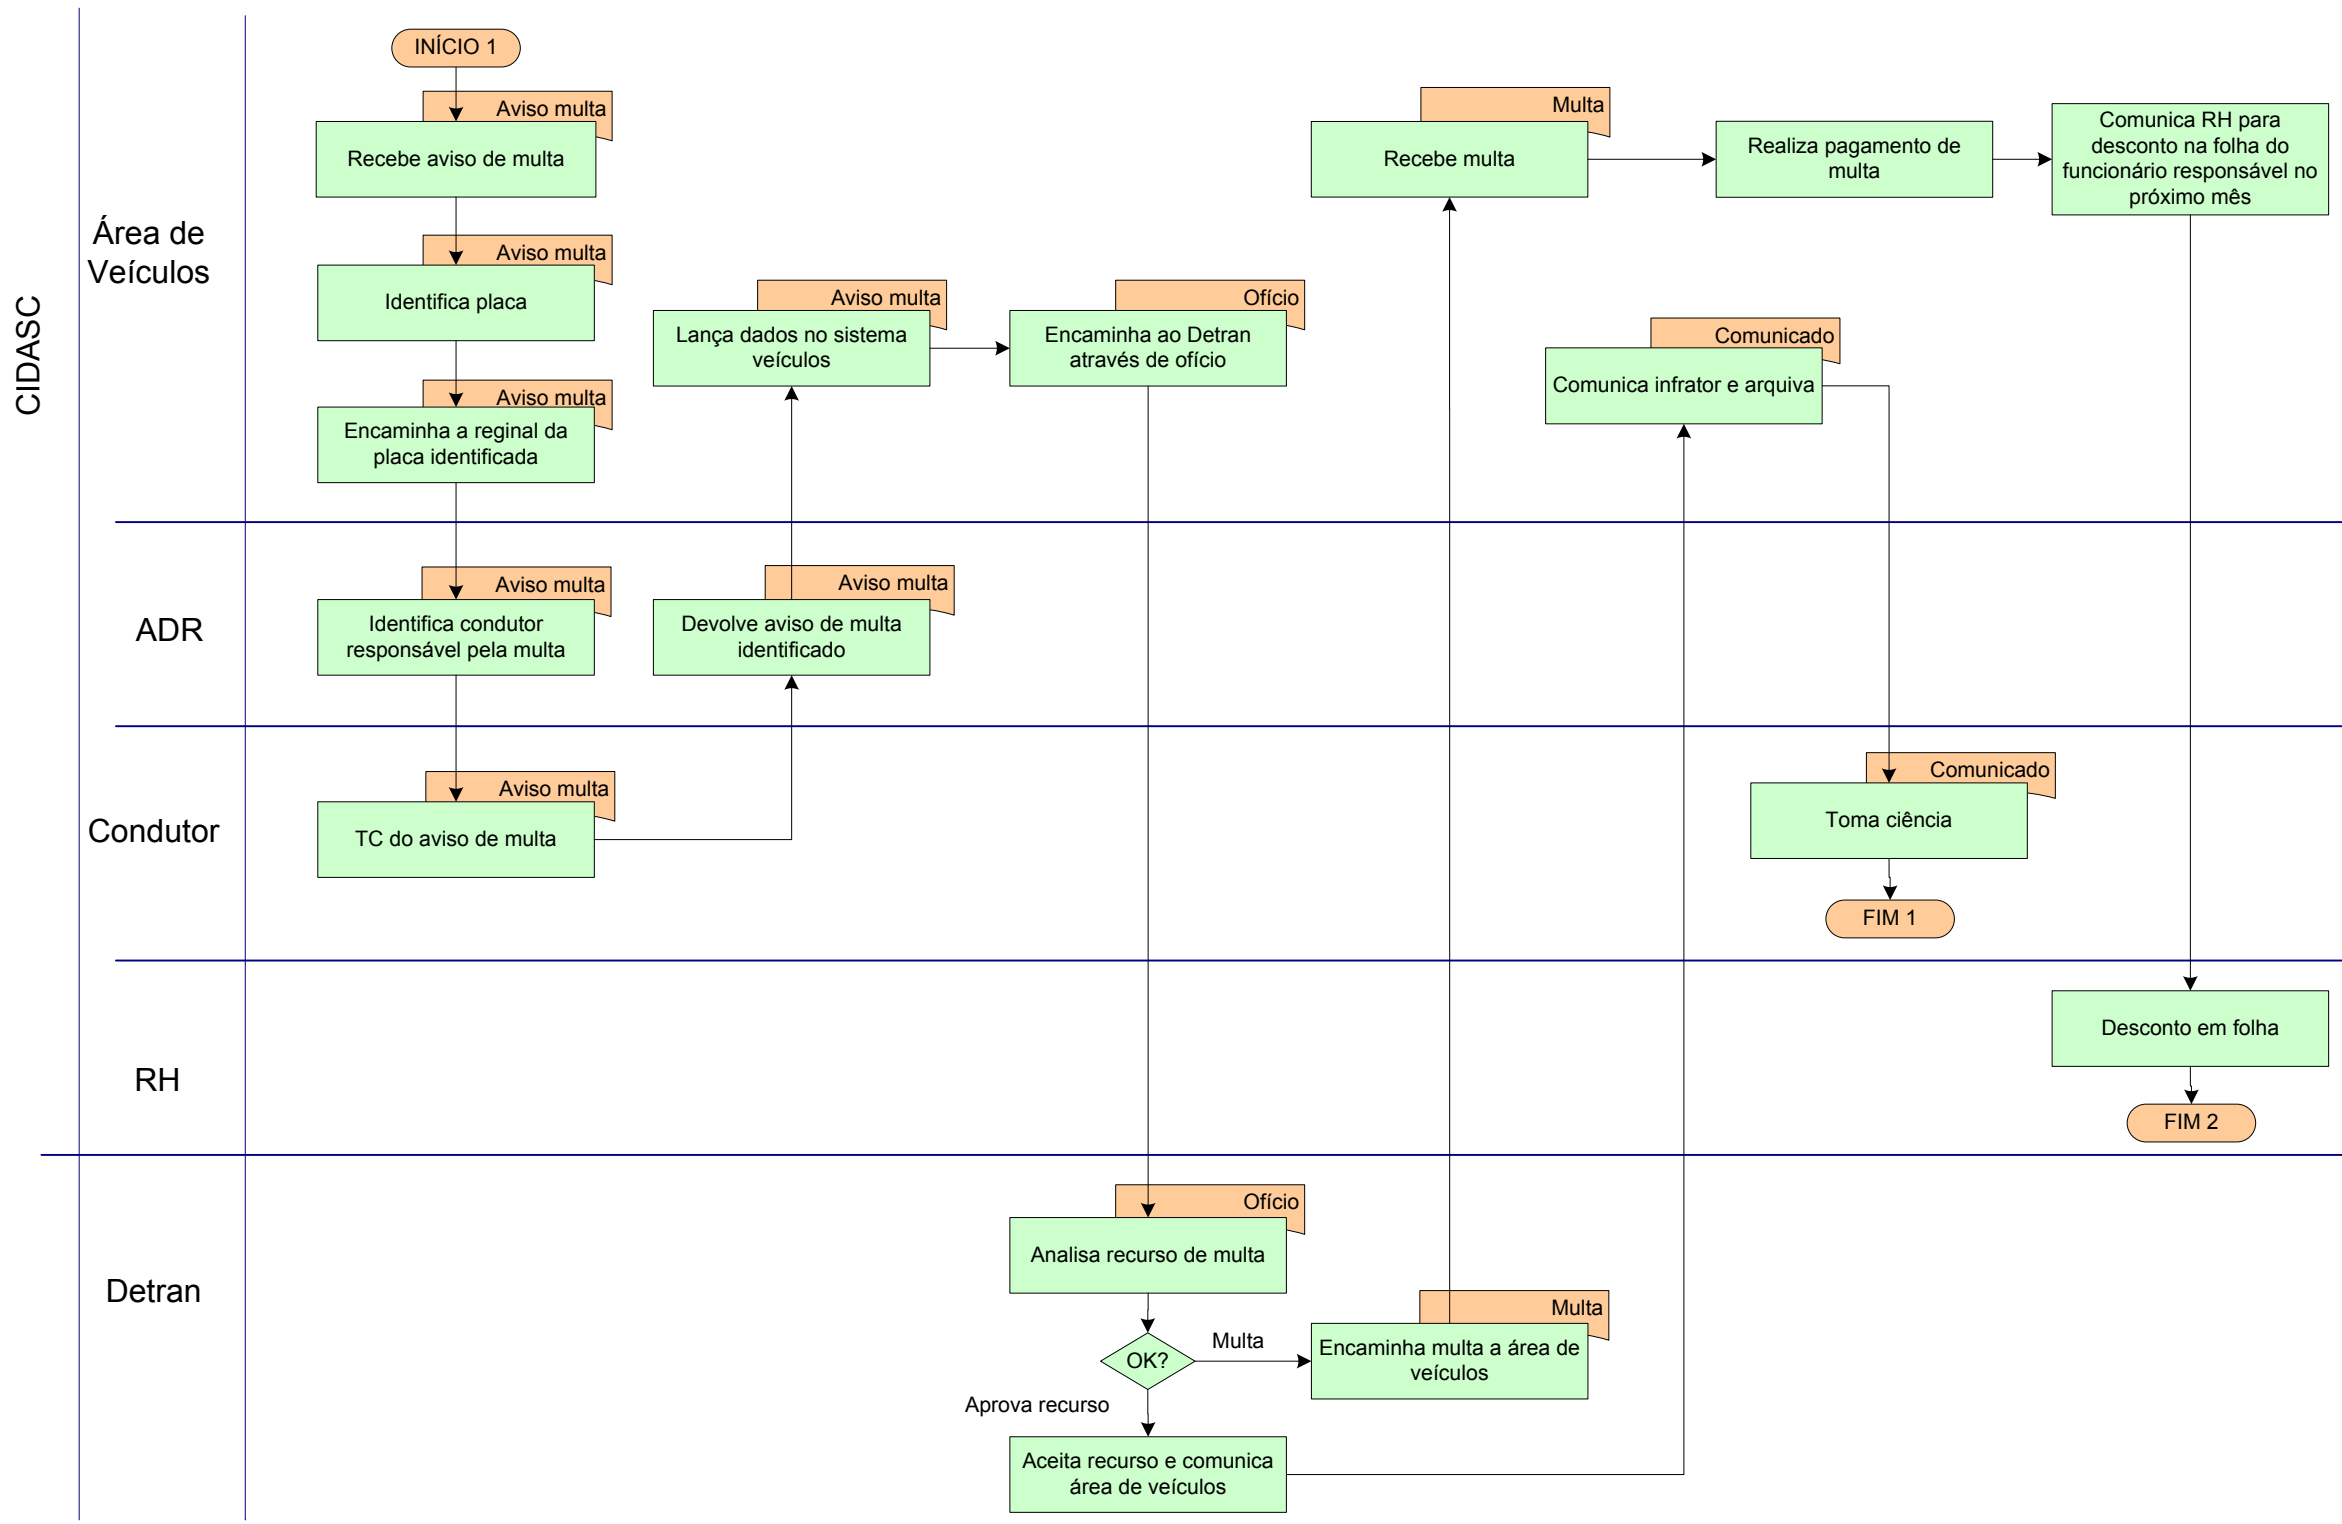 CIDASC
Área de
Veículos
INÍCIO 1
Aviso multa
Recebe aviso de multa
Aviso multa
Identifica placa
Aviso multa
Encaminha a reginal da
placa identificada
Aviso multa
Lança dados no sistema
veículos
Ofício
Encaminha ao Detran
através de ofício
Multa
Recebe multa
Realiza pagamento de
multa
Comunica RH para
desconto na folha do
funcionário responsável no
próximo mês
Comunicado
Comunica infrator e arquiva
ADR
Aviso multa
Identifica condutor
responsável pela multa
Aviso multa
Devolve aviso de multa
identificado
Condutor
Aviso multa
TC do aviso de multa
Comunicado
Toma ciência
FIM 1
RH
Desconto em folha
FIM 2
Detran
Ofício
Analisa recurso de multa
OK?
Multa
Multa
Encaminha multa a área de
veículos
Aprova recurso
Aceita recurso e comunica
área de veículos